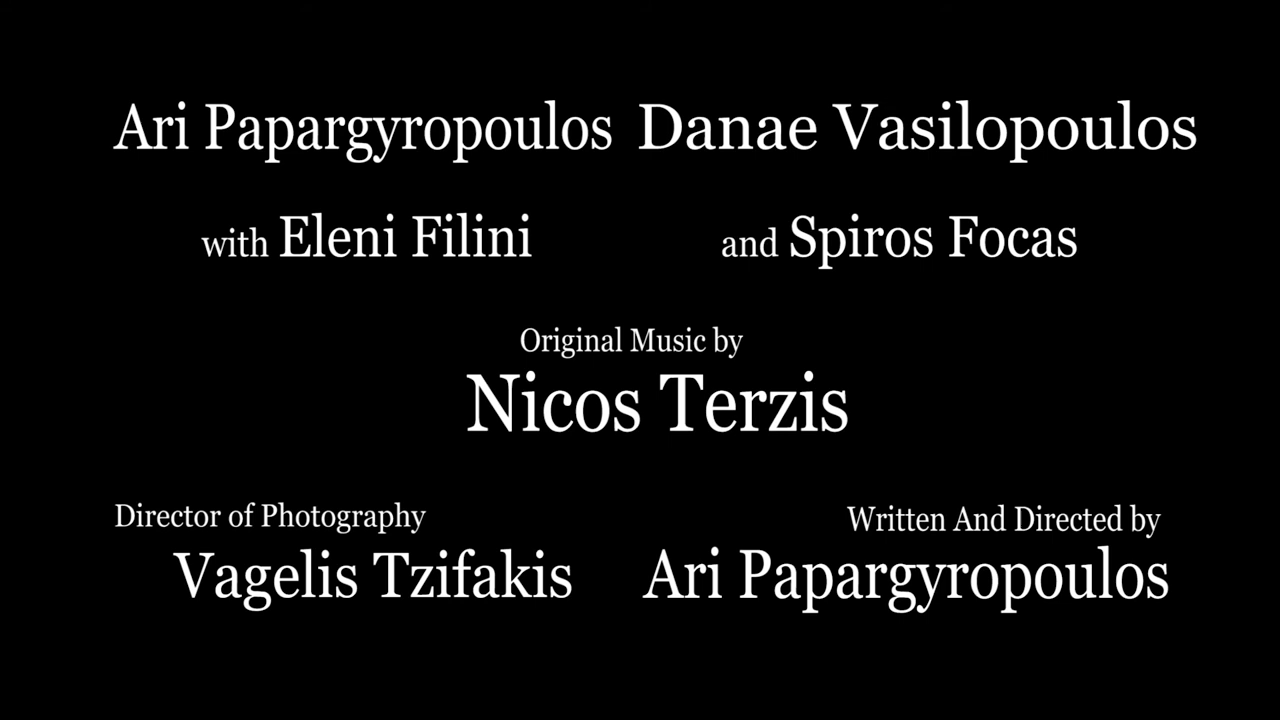 Ari Papargyropoulos Danae Vasilopoulos
with Eleni Filini and Spiros Focas
Original Music by
Nicos Terzis
Director of Photography
Vagelis Tzifakis
Written And Directed by
Ari Papargyropoulos